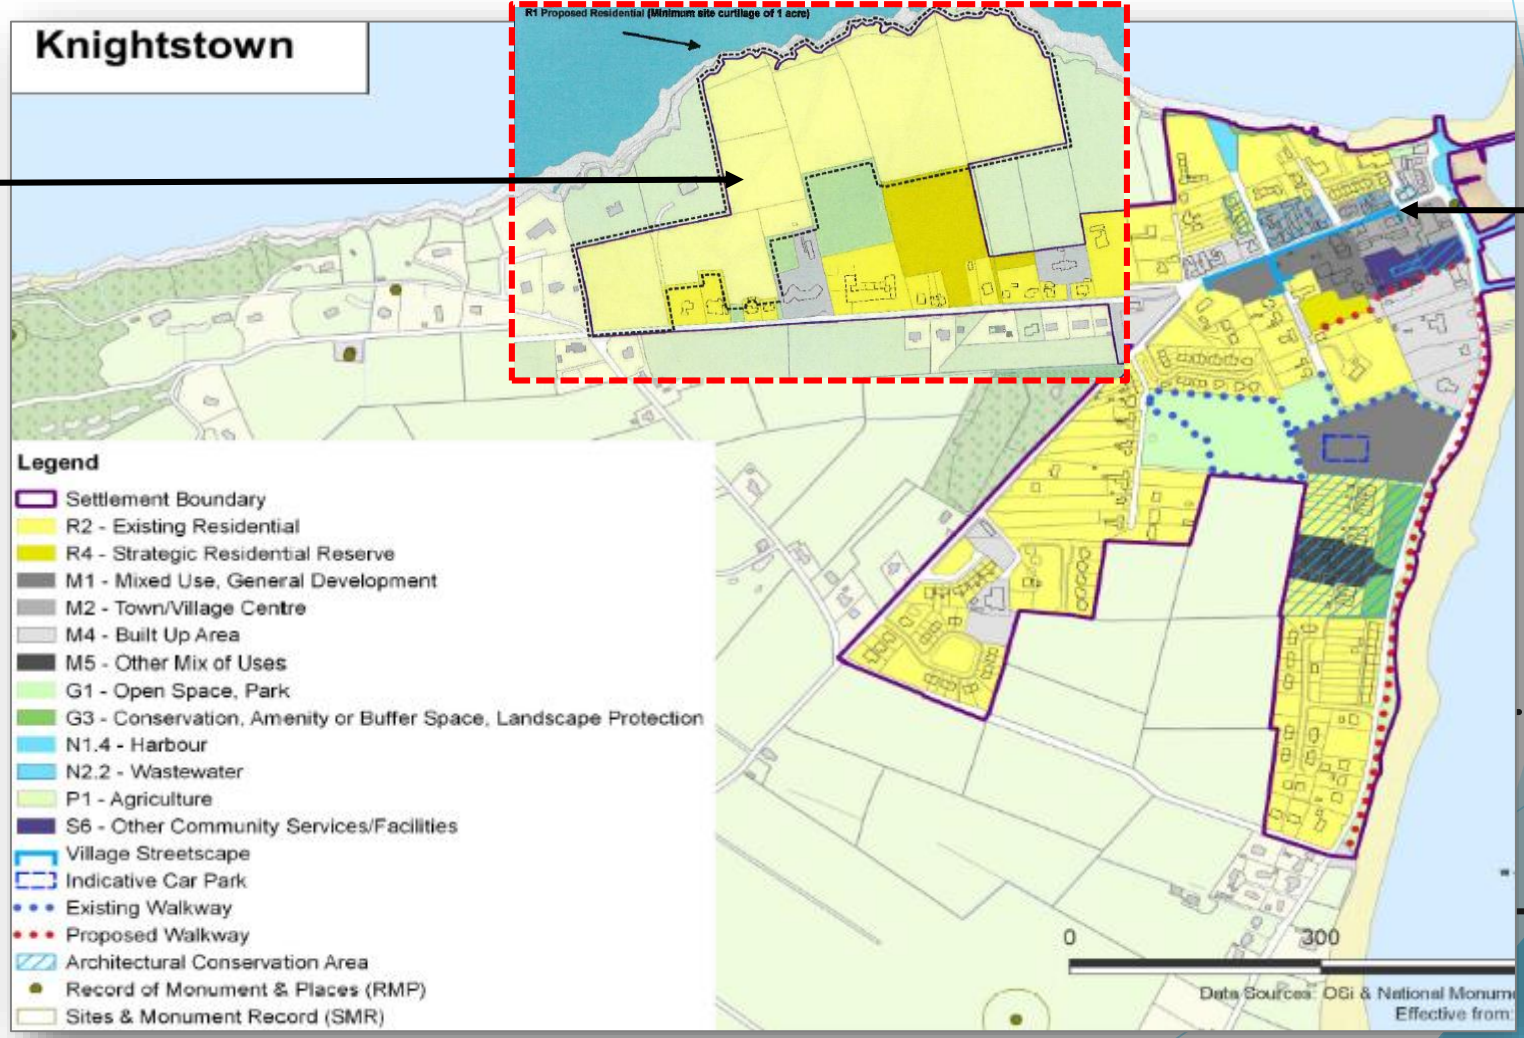 R1 Proposed Residential (Minimum site curtilage of 1 acre)
Knightstown
Legend
Settlement Boundary
R2 - Existing Residential
R4 - Strategic Residential Reserve
M1 - Mixed Use, General Development
M2 - Town/Village Centre
M4 - Built Up Area
M5 - Other Mix of Uses
G1 - Open Space, Park
G3 - Conservation, Amenity or Buffer Space, Landscape Protection
N1.4 - Harbour
N2.2 - Wastewater
P1 - Agriculture
S6 - Other Community Services/Facilities
Village Streetscape
Indicative Car Park
Existing Walkway
Proposed Walkway
Architectural Conservation Area
Record of Monument & Places (RMP)
Sites & Monument Record (SMR)
0 300
Data Sources: OSi & National Monume
Effective from: